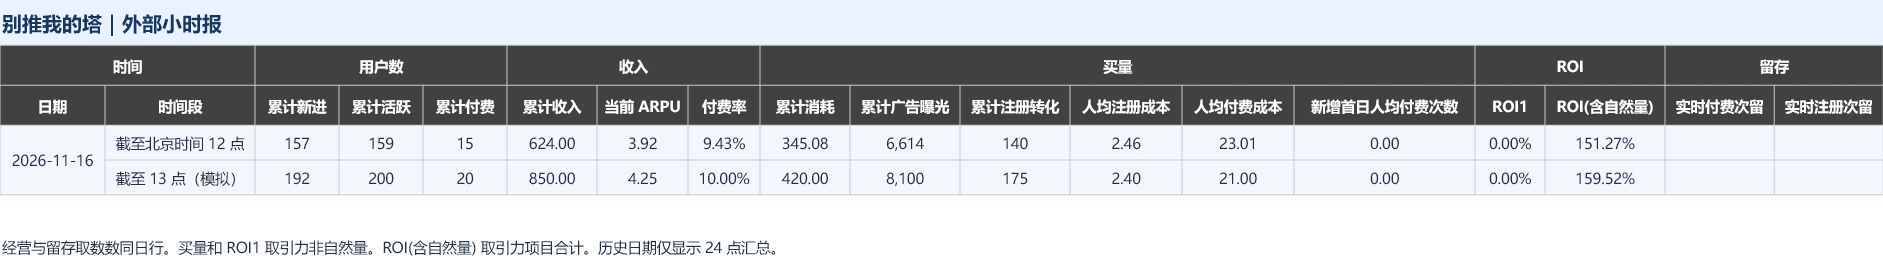 别推我的塔｜外部小时报
时间 用户数 收入 买量 ROI 留存
日期 时间段 累计新进 累计活跃 累计付费 累计收入 当前 ARPU 付费率 累计消耗 累计广告曝光 累计注册转化 人均注册成本 人均付费成本 新增首日人均付费次数 ROI1 ROI(含自然量) 实时付费次留 实时注册次留
2026-11-16 截至北京时间 12 点 157 159 15 624.00 3.92 9.43% 345.08 6,614 140 2.46 23.01 0.00 0.00% 151.27%
截至 13 点（模拟） 192 200 20 850.00 4.25 10.00% 420.00 8,100 175 2.40 21.00 0.00 0.00% 159.52%
经营与留存取数数同日行。买量和 ROI1 取引力非自然量。ROI(含自然量) 取引力项目合计。历史日期仅显示 24 点汇总。